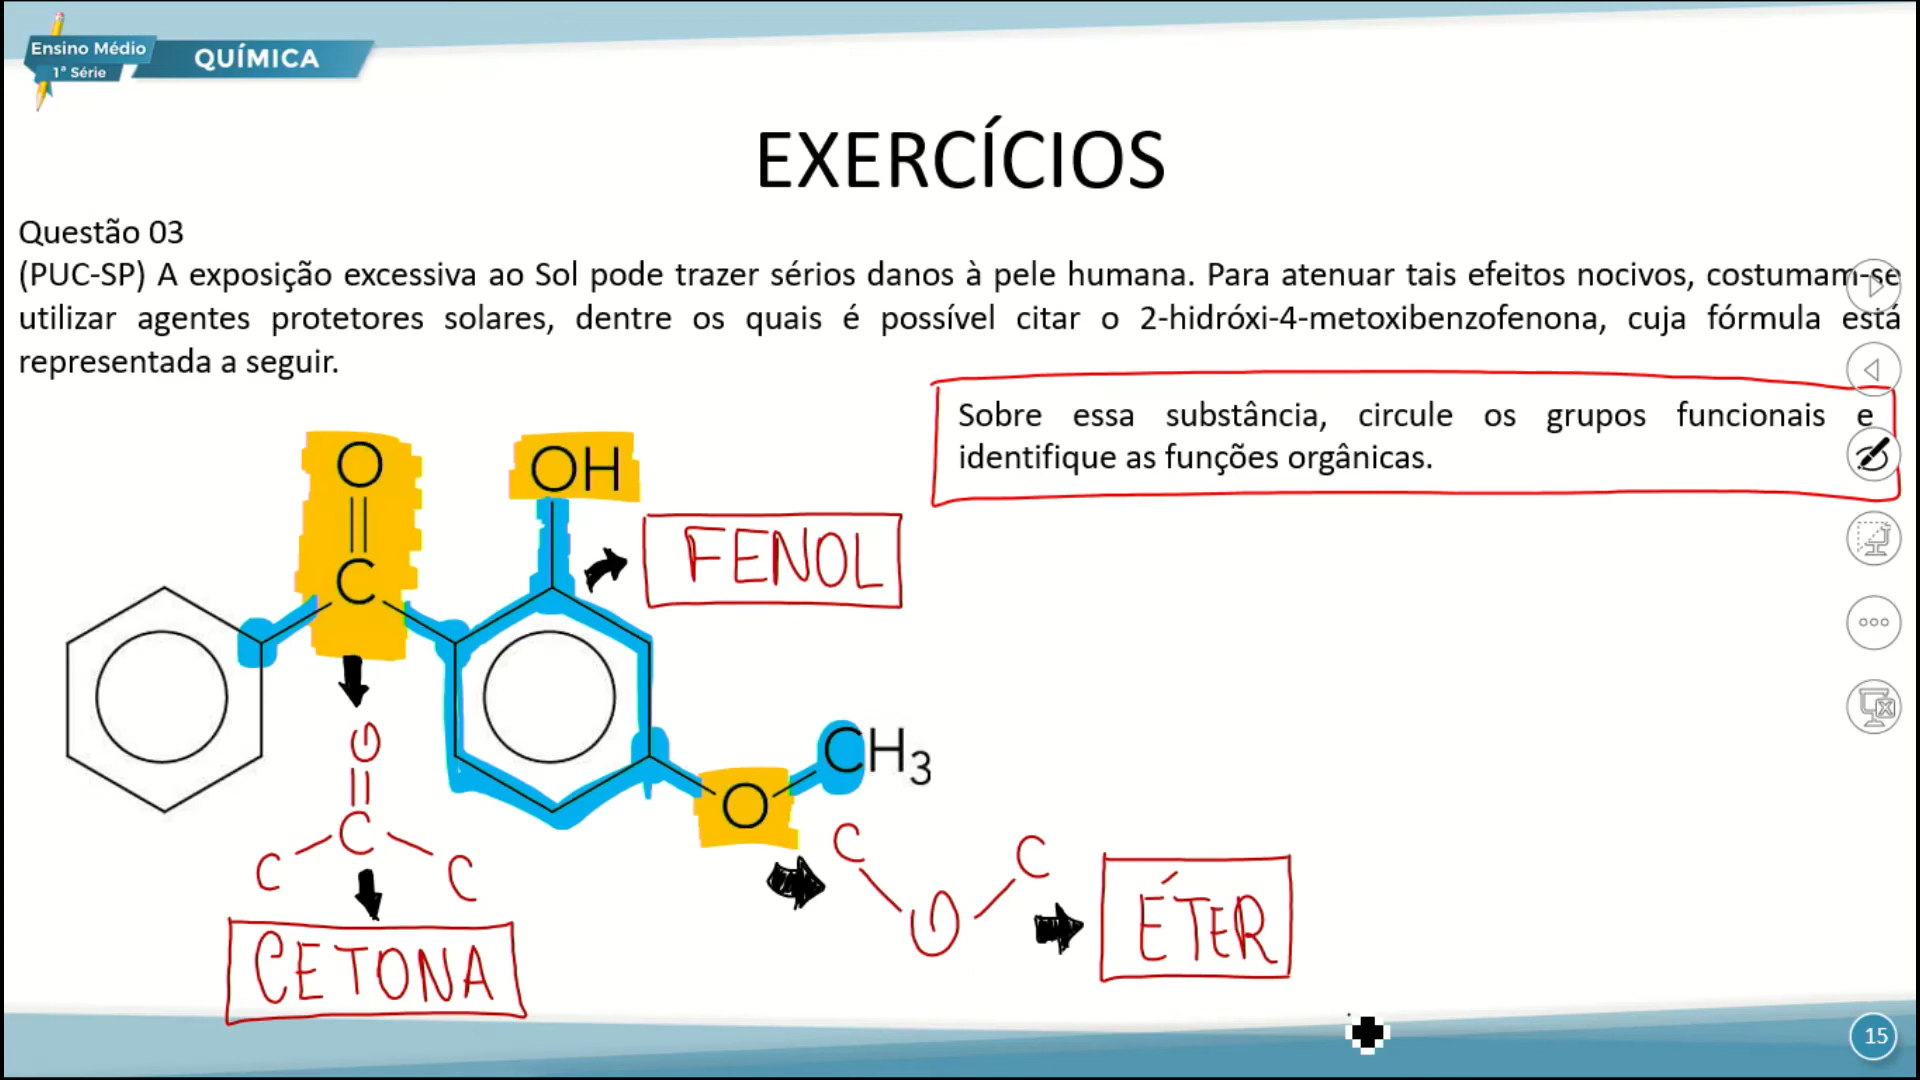 Ensino Médio
1ª Série
QUÍMICA
EXERCÍCIOS
Questão 03
(PUC-SP) A exposição excessiva ao Sol pode trazer sérios danos à pele humana. Para atenuar tais efeitos nocivos, costumam-se
utilizar agentes protetores solares, dentre os quais é possível citar o 2-hidróxi-4-metoxibenzofenona, cuja fórmula está
representada a seguir.
Sobre essa substância, circule os grupos funcionais e
identifique as funções orgânicas.
O
OH
C
FENOL
CH3
O
O
C
C
C
C
C
O
CETONA
ÉTER
15